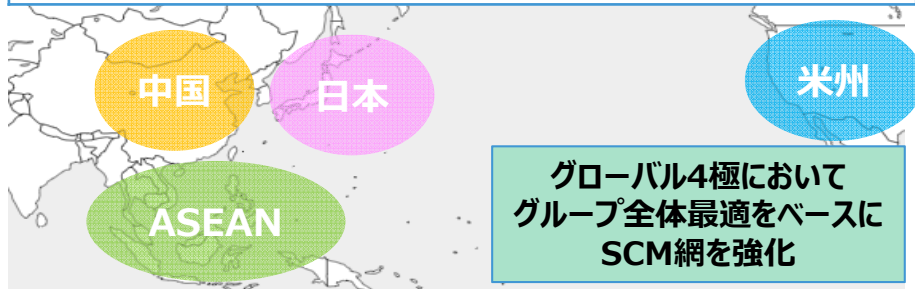 中国
日本
米州
ASEAN
グローバル4極において
グループ全体最適をベースに
SCM網を強化